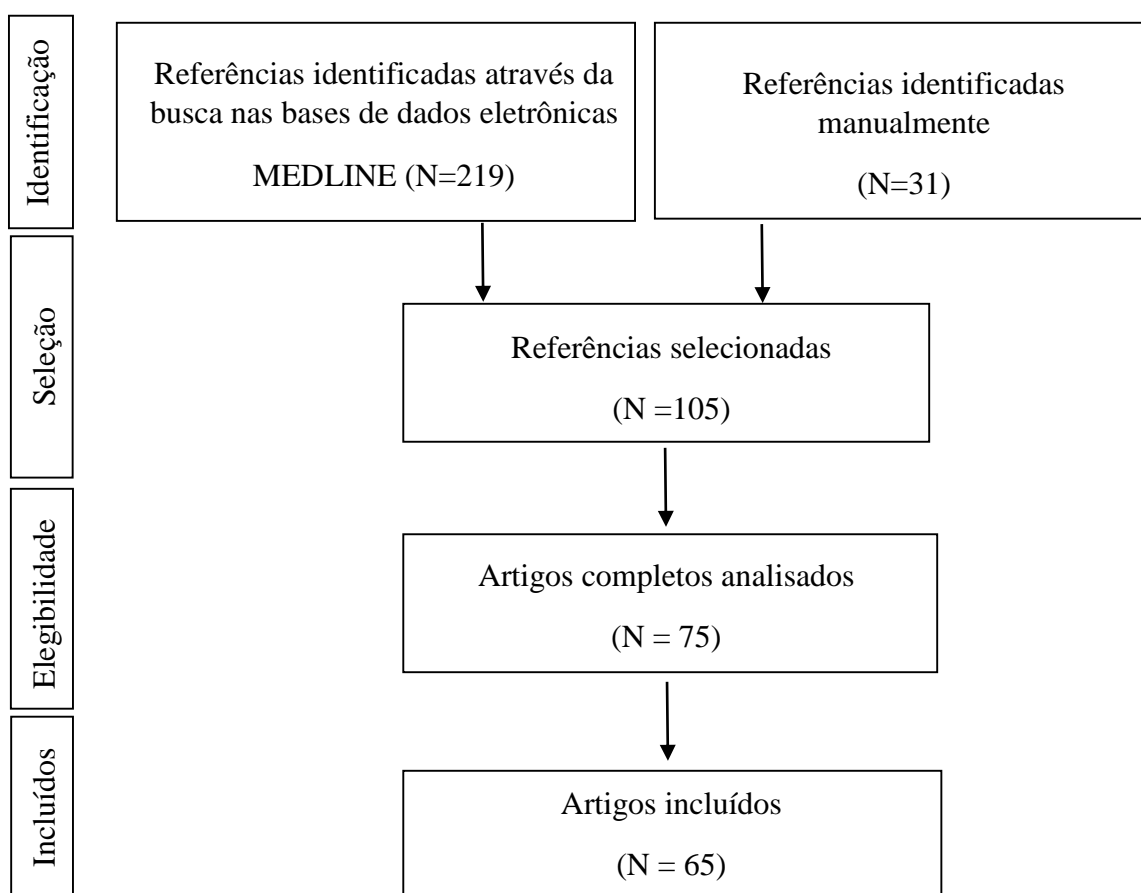 Identificação
Referências identificadas através da
busca nas bases de dados eletrônicas
MEDLINE (N=219)
Referências identificadas
manualmente
(N=31)
Seleção
Referências selecionadas
(N =105)
Elegibilidade
Artigos completos analisados
(N = 75)
Incluídos
Artigos incluídos
(N = 65)